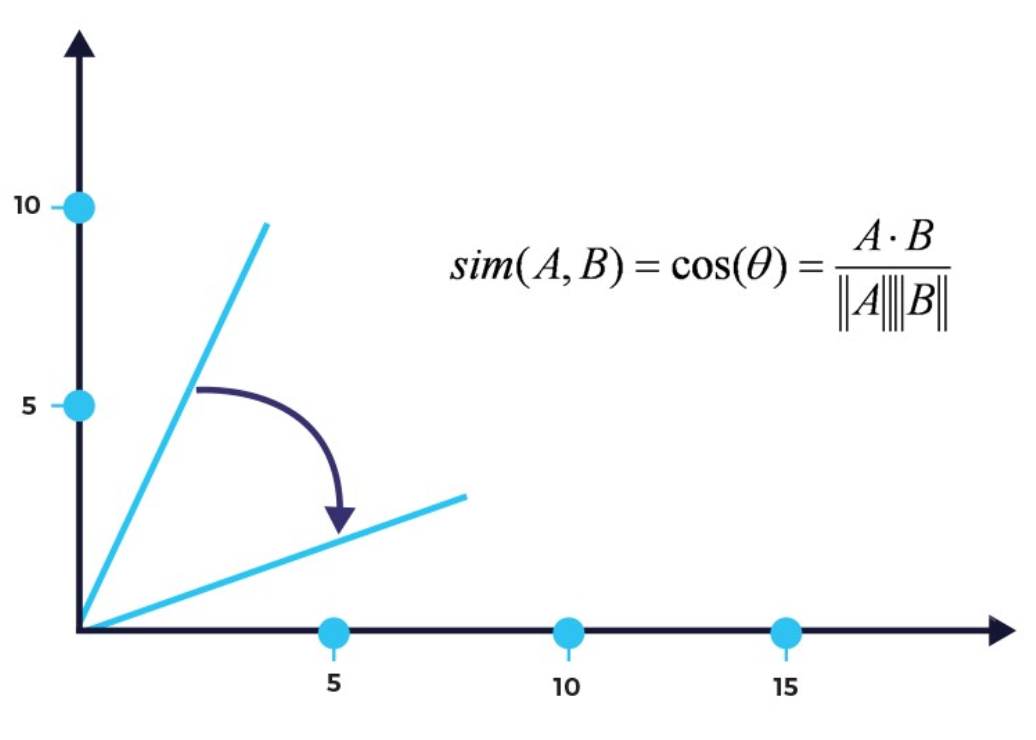 10
sim(A, B) = cos(θ) = A · B / ||A||||B||
5
5 10 15